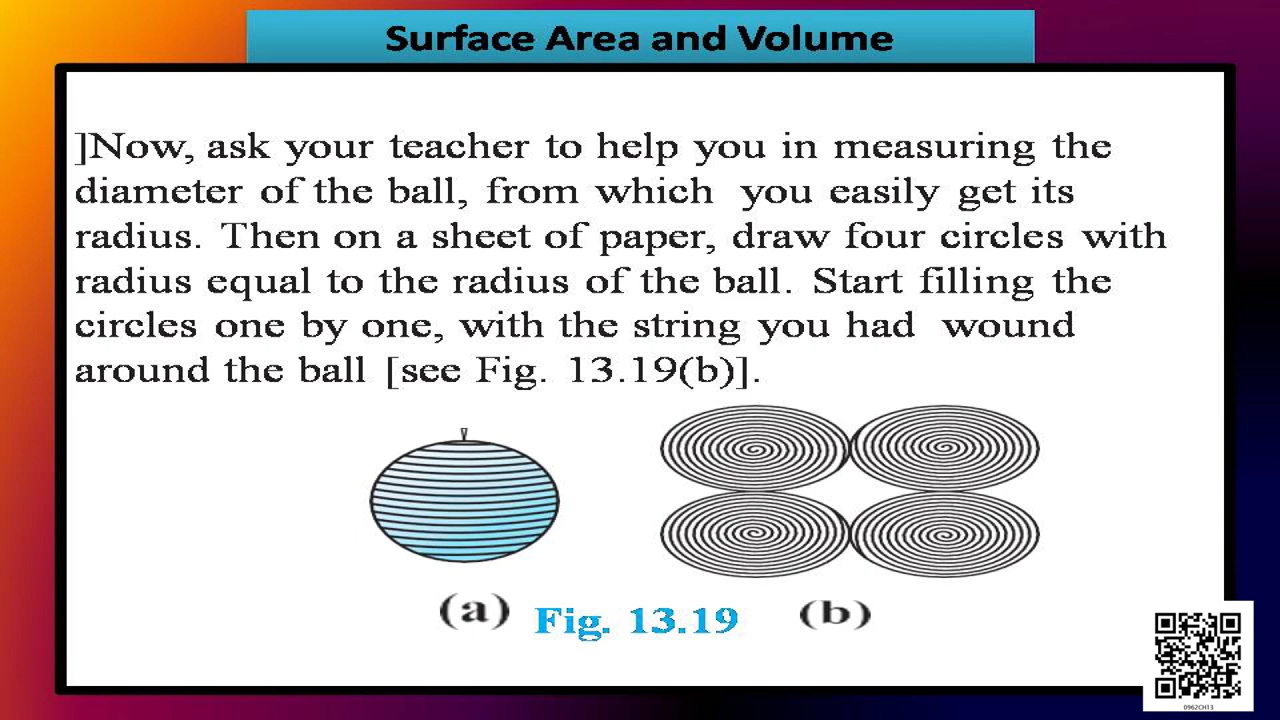 Surface Area and Volume
]Now, ask your teacher to help you in measuring the
diameter of the ball, from which you easily get its
radius. Then on a sheet of paper, draw four circles with
radius equal to the radius of the ball. Start filling the
circles one by one, with the string you had wound
around the ball [see Fig. 13.19(b)].
(a) Fig. 13.19 (b)
0962CH13